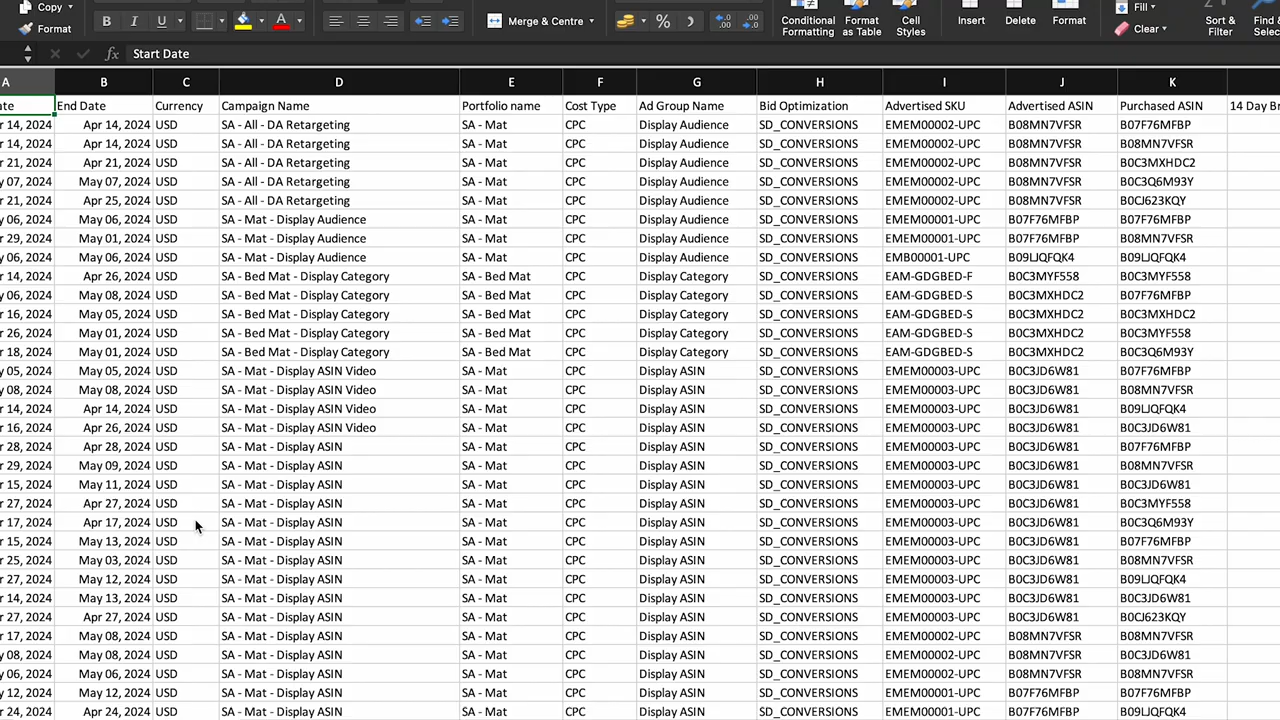 Copy
Format
B I U A Merge & Centre % Conditional Formatting Format as Table Cell Styles Insert Delete Format Fill Clear Sort & Filter Find &
fx Start Date
A B C D E F G H I J K
ate End Date Currency Campaign Name Portfolio name Cost Type Ad Group Name Bid Optimization Advertised SKU Advertised ASIN Purchased ASIN 14 Day Br
r 14, 2024 Apr 14, 2024 USD SA - All - DA Retargeting SA - Mat CPC Display Audience SD_CONVERSIONS EMEM00002-UPC B08MN7VFSR B07F76MFBP
r 14, 2024 Apr 14, 2024 USD SA - All - DA Retargeting SA - Mat CPC Display Audience SD_CONVERSIONS EMEM00002-UPC B08MN7VFSR B08MN7VFSR
r 21, 2024 Apr 21, 2024 USD SA - All - DA Retargeting SA - Mat CPC Display Audience SD_CONVERSIONS EMEM00002-UPC B08MN7VFSR B0C3MXHDC2
y 07, 2024 May 07, 2024 USD SA - All - DA Retargeting SA - Mat CPC Display Audience SD_CONVERSIONS EMEM00002-UPC B08MN7VFSR B0C3Q6M93Y
r 21, 2024 Apr 25, 2024 USD SA - All - DA Retargeting SA - Mat CPC Display Audience SD_CONVERSIONS EMEM00002-UPC B08MN7VFSR B0CJ623KQY
y 06, 2024 May 06, 2024 USD SA - Mat - Display Audience SA - Mat CPC Display Audience SD_CONVERSIONS EMEM00001-UPC B07F76MFBP B07F76MFBP
r 29, 2024 May 01, 2024 USD SA - Mat - Display Audience SA - Mat CPC Display Audience SD_CONVERSIONS EMEM00001-UPC B07F76MFBP B08MN7VFSR
y 06, 2024 May 06, 2024 USD SA - Mat - Display Audience SA - Mat CPC Display Audience SD_CONVERSIONS EMB00001-UPC B09LJQFQK4 B09LJQFQK4
r 14, 2024 Apr 26, 2024 USD SA - Bed Mat - Display Category SA - Bed Mat CPC Display Category SD_CONVERSIONS EAM-GDGBED-F B0C3MYF558 B0C3MYF558
y 06, 2024 May 08, 2024 USD SA - Bed Mat - Display Category SA - Bed Mat CPC Display Category SD_CONVERSIONS EAM-GDGBED-S B0C3MXHDC2 B07F76MFBP
r 16, 2024 May 05, 2024 USD SA - Bed Mat - Display Category SA - Bed Mat CPC Display Category SD_CONVERSIONS EAM-GDGBED-S B0C3MXHDC2 B0C3MXHDC2
r 26, 2024 May 01, 2024 USD SA - Bed Mat - Display Category SA - Bed Mat CPC Display Category SD_CONVERSIONS EAM-GDGBED-S B0C3MXHDC2 B0C3MYF558
r 18, 2024 May 01, 2024 USD SA - Bed Mat - Display Category SA - Bed Mat CPC Display Category SD_CONVERSIONS EAM-GDGBED-S B0C3MXHDC2 B0C3Q6M93Y
y 05, 2024 May 05, 2024 USD SA - Mat - Display ASIN Video SA - Mat CPC Display ASIN SD_CONVERSIONS EMEM00003-UPC B0C3JD6W81 B07F76MFBP
y 08, 2024 May 08, 2024 USD SA - Mat - Display ASIN Video SA - Mat CPC Display ASIN SD_CONVERSIONS EMEM00003-UPC B0C3JD6W81 B08MN7VFSR
r 14, 2024 Apr 14, 2024 USD SA - Mat - Display ASIN Video SA - Mat CPC Display ASIN SD_CONVERSIONS EMEM00003-UPC B0C3JD6W81 B09LJQFQK4
r 16, 2024 Apr 26, 2024 USD SA - Mat - Display ASIN Video SA - Mat CPC Display ASIN SD_CONVERSIONS EMEM00003-UPC B0C3JD6W81 B0C3JD6W81
r 28, 2024 Apr 28, 2024 USD SA - Mat - Display ASIN SA - Mat CPC Display ASIN SD_CONVERSIONS EMEM00003-UPC B0C3JD6W81 B07F76MFBP
r 29, 2024 May 09, 2024 USD SA - Mat - Display ASIN SA - Mat CPC Display ASIN SD_CONVERSIONS EMEM00003-UPC B0C3JD6W81 B08MN7VFSR
r 15, 2024 May 11, 2024 USD SA - Mat - Display ASIN SA - Mat CPC Display ASIN SD_CONVERSIONS EMEM00003-UPC B0C3JD6W81 B0C3JD6W81
r 27, 2024 Apr 27, 2024 USD SA - Mat - Display ASIN SA - Mat CPC Display ASIN SD_CONVERSIONS EMEM00003-UPC B0C3JD6W81 B0C3MYF558
r 17, 2024 Apr 17, 2024 USD SA - Mat - Display ASIN SA - Mat CPC Display ASIN SD_CONVERSIONS EMEM00003-UPC B0C3JD6W81 B0C3Q6M93Y
r 15, 2024 May 13, 2024 USD SA - Mat - Display ASIN SA - Mat CPC Display ASIN SD_CONVERSIONS EMEM00003-UPC B0C3JD6W81 B07F76MFBP
r 25, 2024 May 03, 2024 USD SA - Mat - Display ASIN SA - Mat CPC Display ASIN SD_CONVERSIONS EMEM00003-UPC B0C3JD6W81 B08MN7VFSR
r 27, 2024 May 12, 2024 USD SA - Mat - Display ASIN SA - Mat CPC Display ASIN SD_CONVERSIONS EMEM00003-UPC B0C3JD6W81 B09LJQFQK4
r 14, 2024 May 13, 2024 USD SA - Mat - Display ASIN SA - Mat CPC Display ASIN SD_CONVERSIONS EMEM00003-UPC B0C3JD6W81 B0C3JD6W81
r 27, 2024 Apr 27, 2024 USD SA - Mat - Display ASIN SA - Mat CPC Display ASIN SD_CONVERSIONS EMEM00003-UPC B0C3JD6W81 B0CJ623KQY
r 17, 2024 May 08, 2024 USD SA - Mat - Display ASIN SA - Mat CPC Display ASIN SD_CONVERSIONS EMEM00002-UPC B08MN7VFSR B08MN7VFSR
y 08, 2024 May 08, 2024 USD SA - Mat - Display ASIN SA - Mat CPC Display ASIN SD_CONVERSIONS EMEM00002-UPC B08MN7VFSR B0C3JD6W81
y 06, 2024 May 06, 2024 USD SA - Mat - Display ASIN SA - Mat CPC Display ASIN SD_CONVERSIONS EMEM00002-UPC B08MN7VFSR B08MN7VFSR
y 12, 2024 May 12, 2024 USD SA - Mat - Display ASIN SA - Mat CPC Display ASIN SD_CONVERSIONS EMEM00001-UPC B07F76MFBP B07F76MFBP
r 24, 2024 Apr 24, 2024 USD SA - Mat - Display ASIN SA - Mat CPC Display ASIN SD_CONVERSIONS EMEM00001-UPC B07F76MFBP B09LJQFQK4